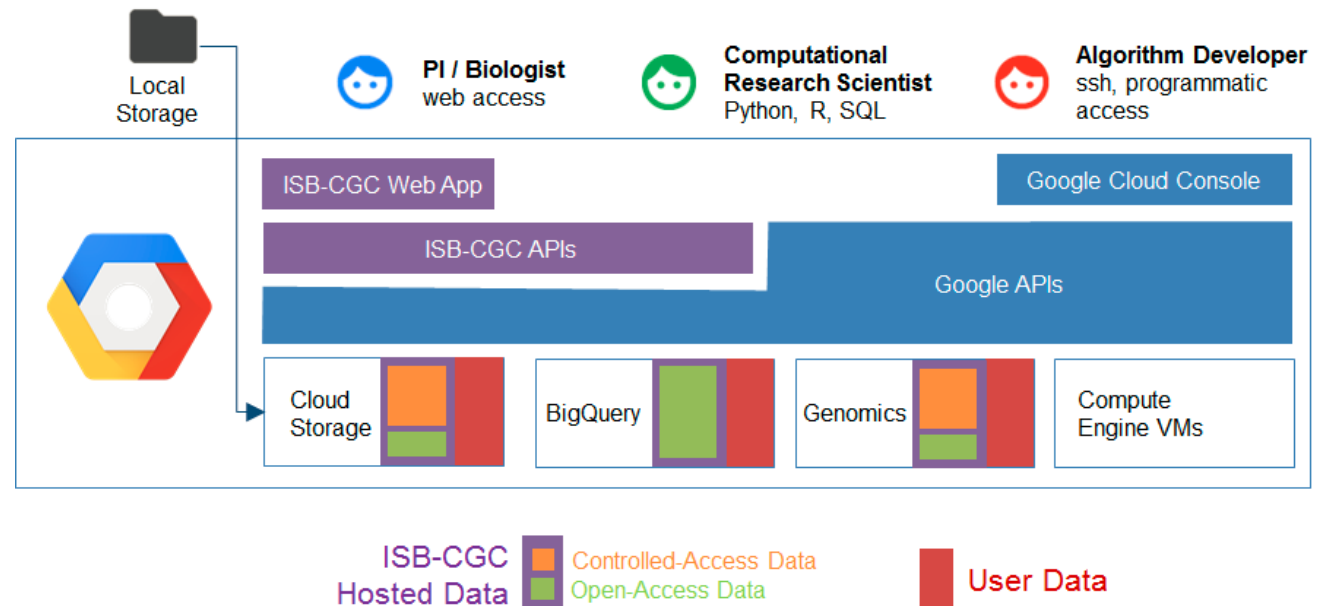 Local
Storage
PI / Biologist
web access
Computational
Research Scientist
Python, R, SQL
Algorithm Developer
ssh, programmatic
access
ISB-CGC Web App
Google Cloud Console
ISB-CGC APIs
Google APIs
Cloud
Storage
BigQuery
Genomics
Compute
Engine VMs
ISB-CGC
Hosted Data
Controlled-Access Data
Open-Access Data
User Data